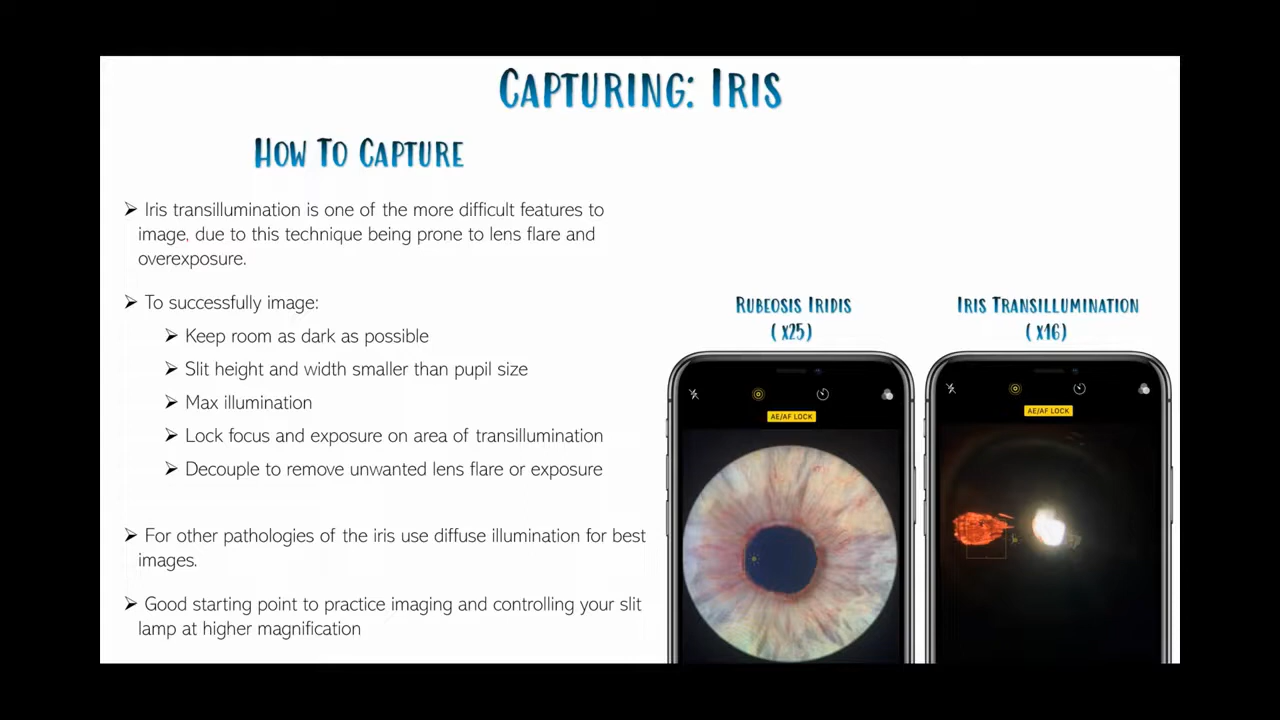 CAPTURING: IRIS
HOW TO CAPTURE
➢ Iris transillumination is one of the more difficult features to
image, due to this technique being prone to lens flare and
overexposure.
➢ To successfully image:
➢ Keep room as dark as possible
➢ Slit height and width smaller than pupil size
➢ Max illumination
➢ Lock focus and exposure on area of transillumination
➢ Decouple to remove unwanted lens flare or exposure
➢ For other pathologies of the iris use diffuse illumination for best
images.
➢ Good starting point to practice imaging and controlling your slit
lamp at higher magnification
RUBEOSIS IRIDIS
( X25)
AE/AF LOCK
IRIS TRANSILLUMINATION
( X16)
AE/AF LOCK